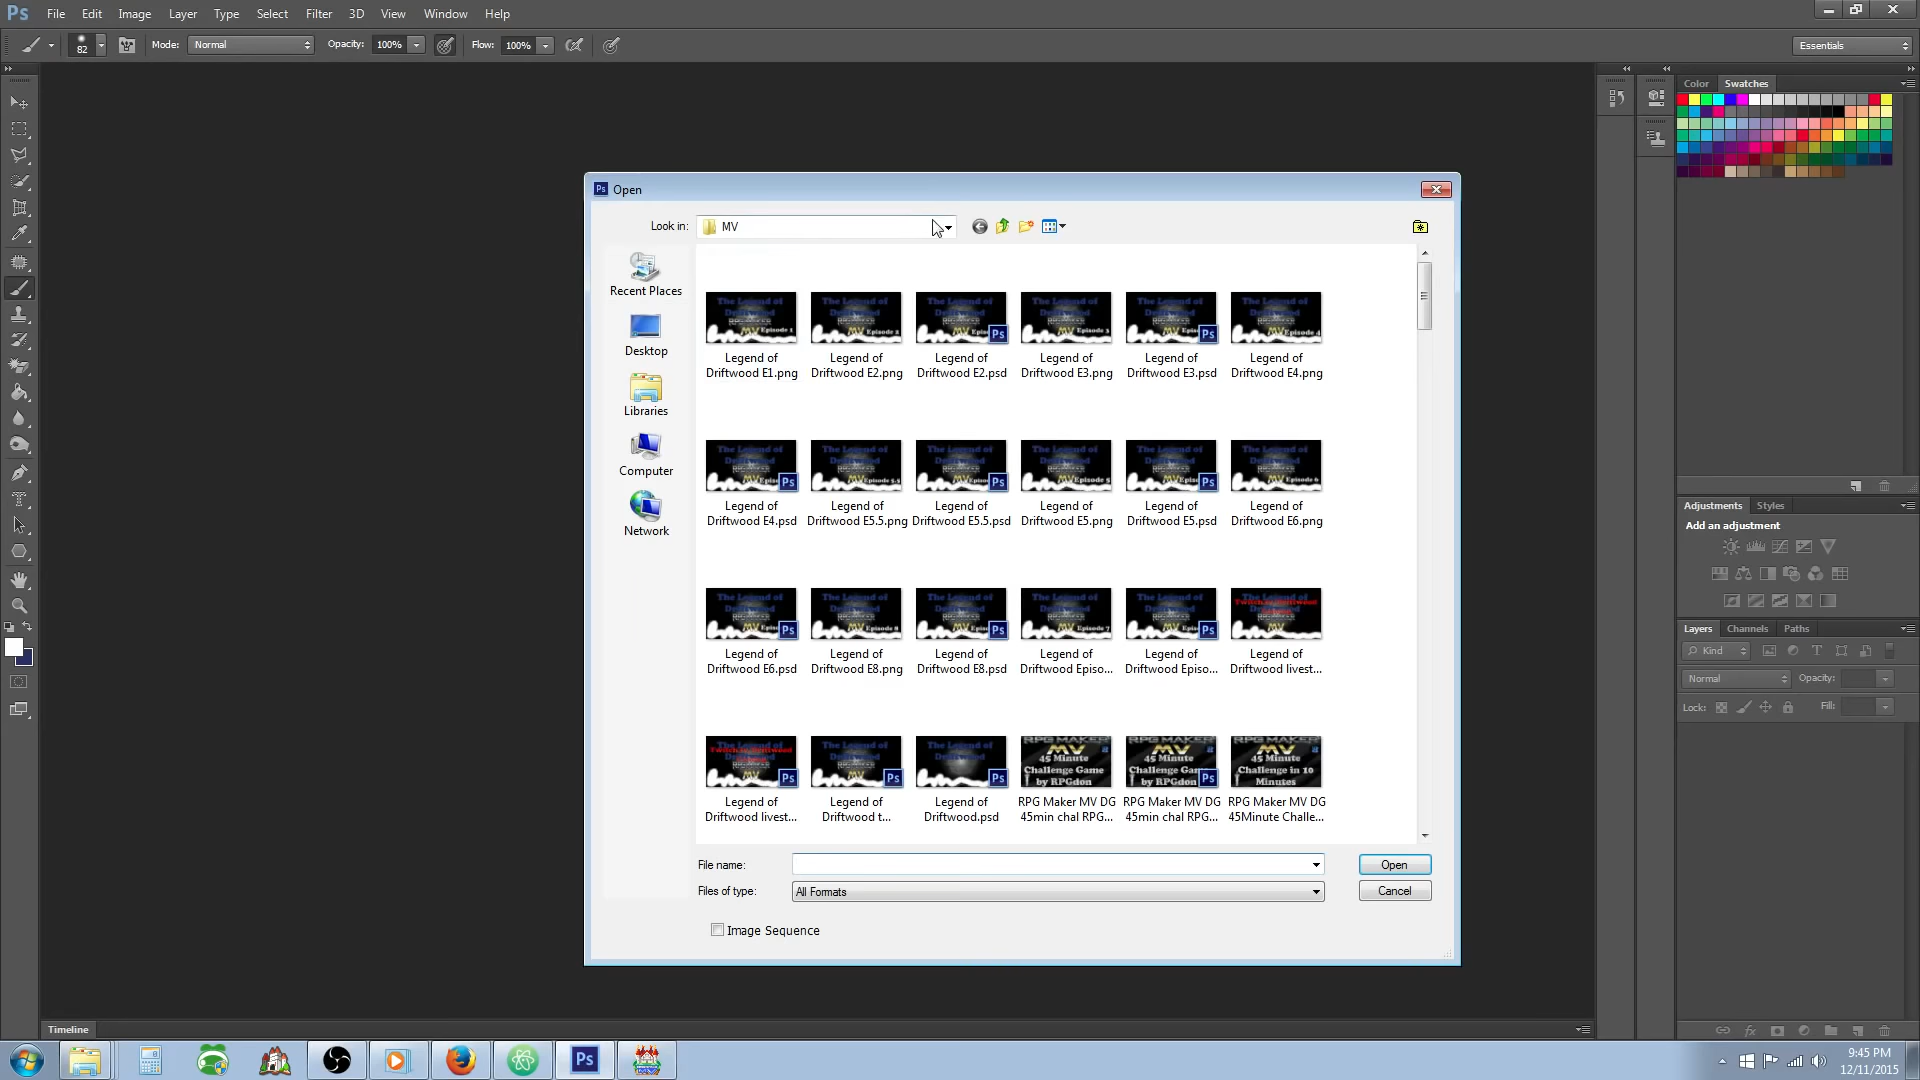 Ps File Edit Image Layer Type Select Filter 3D View Window Help
82 Mode: Normal Opacity: 100% Flow: 100% Essentials
Color Swatches
Ps Open
Look in: MV
Recent Places
Desktop
Libraries
Computer
Network
Legend of Driftwood E1.png
Legend of Driftwood E2.png
Legend of Driftwood E2.psd
Legend of Driftwood E3.png
Legend of Driftwood E3.psd
Legend of Driftwood E4.png
Legend of Driftwood E4.psd
Legend of Driftwood E5.5.png
Legend of Driftwood E5.5.psd
Legend of Driftwood E5.png
Legend of Driftwood E5.psd
Legend of Driftwood E6.png
Legend of Driftwood E6.psd
Legend of Driftwood E8.png
Legend of Driftwood E8.psd
Legend of Driftwood Episo...
Legend of Driftwood Episo...
Legend of Driftwood livest...
Legend of Driftwood livest...
Legend of Driftwood t...
Legend of Driftwood.psd
RPG Maker MV DG 45min chal RPG...
RPG Maker MV DG 45min chal RPG...
RPG Maker MV DG 45Minute Challe...
File name:
Open
Files of type: All Formats
Cancel
Image Sequence
Adjustments Styles
Add an adjustment
Layers Channels Paths
Kind
Normal Opacity:
Lock: Fill:
Timeline
9:45 PM
12/11/2015